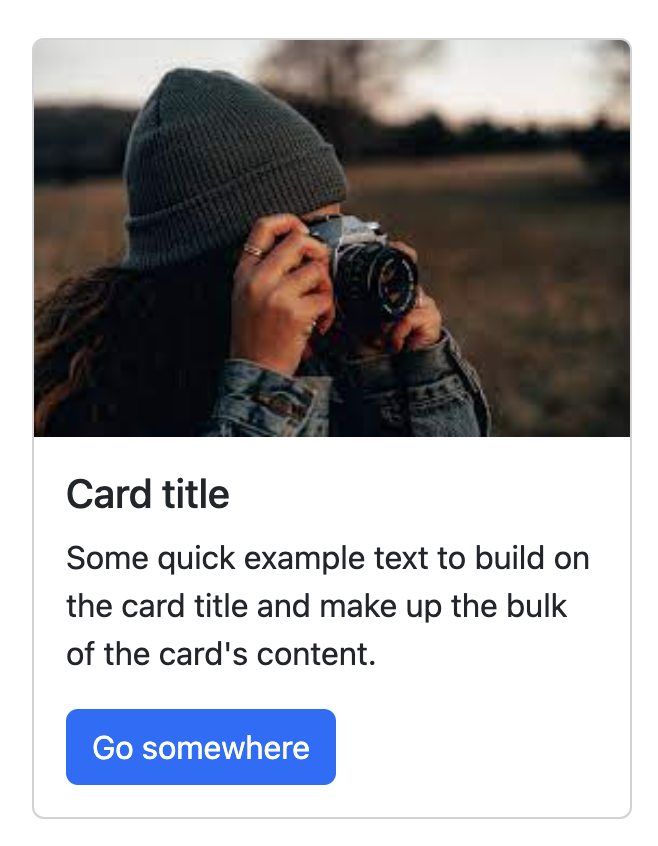 Card title
Some quick example text to build on
the card title and make up the bulk
of the card's content.
Go somewhere